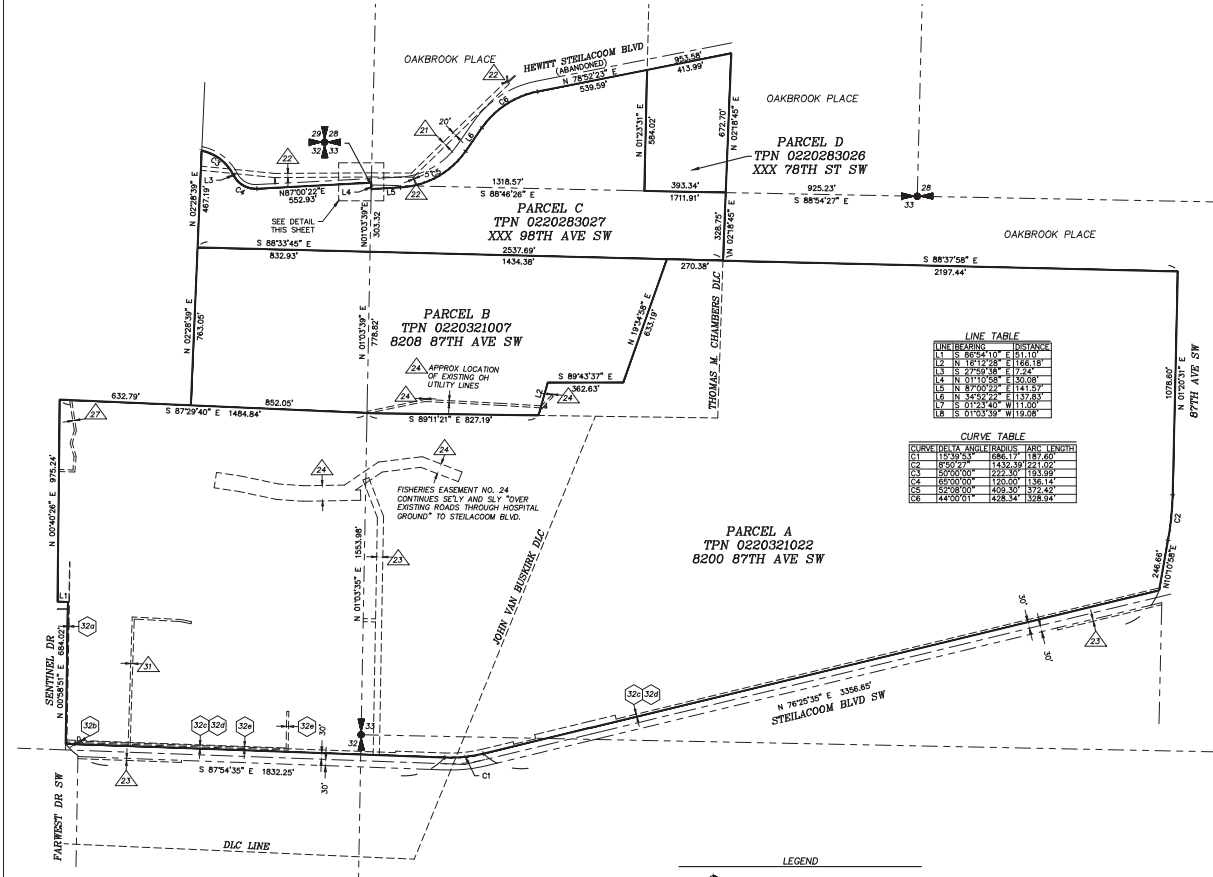 OAKBROOK PLACE
HEWITT STEILACOOM BLVD
(ABANDONED)
N 78°52'23" E
539.59'
953.58'
413.99'
22
C6
20'
21
L6
OAKBROOK PLACE
N 01°23'31" E
584.02'
672.70'
N 02°18'45" E
PARCEL D
TPN 0220283026
XXX 78TH ST SW
29 28
32 33
C3
L3
C4
22
N 02°28'39" E
467.19'
N87°00'22"E
552.93'
L4
L5
5'
C5
22
1318.57'
S 88°46'26" E
393.34'
1711.91'
925.23'
S 88°54'27" E
28
33
SEE DETAIL
THIS SHEET
N01°03'39" E
303.32
PARCEL C
TPN 0220283027
XXX 98TH AVE SW
328.75'
N 02°18'45" E
OAKBROOK PLACE
S 88°33'45" E
832.93'
2537.69'
1434.38'
270.38'
S 88°37'58" E
2197.44'
N 02°28'39" E
763.05'
N 01°03'39" E
778.82'
PARCEL B
TPN 0220321007
8208 87TH AVE SW
N 19°34'58" E
633.19'
THOMAS M. CHAMBERS DLC
24
APPROX LOCATION
OF EXISTING OH
UTILITY LINES
S 89°43'37" E
362.63'
L2
24
24
632.79'
852.05'
S 87°29'40" E 1484.84'
S 89°11'21" E 827.19'
27
LINE TABLE
LINE BEARING DISTANCE
L1 S 86°54'10" E 51.10'
L2 N 16°12'28" E 166.18'
L3 S 27°59'38" E 7.24'
L4 N 01°10'58" E 30.08'
L5 N 87°00'22" E 141.57'
L6 N 34°52'22" E 137.83'
L7 S 01°23'40" W 11.00'
L8 S 01°03'39" W 19.08'
1078.60'
N 01°20'31" E
87TH AVE SW
CURVE TABLE
CURVE DELTA ANGLE RADIUS ARC LENGTH
C1 15°39'53" 686.17' 187.60'
C2 8°50'27" 1432.39' 221.02'
C3 50°00'00" 222.30' 193.99'
C4 65°00'00" 120.00' 136.14'
C5 52°08'00" 409.30' 372.42'
C6 44°00'01" 428.34' 328.94'
N 00°40'26" E 975.24'
24
24
FISHERIES EASEMENT NO. 24
CONTINUES SE'LY AND SLY "OVER
EXISTING ROADS THROUGH HOSPITAL
GROUND" TO STEILACOOM BLVD.
N 01°03'35" E 1553.98'
23
JOHN VAN BUSKIRK DLC
PARCEL A
TPN 0220321022
8200 87TH AVE SW
C2
246.66'
N10°10'58"E
L1
SENTINEL DR
N 00°58'51" E 684.02'
32a
31
30'
30'
23
32c 32d
N 76°25'35" E 3356.65'
STEILACOOM BLVD SW
32b
32c 32d
32e
32e
30'
33
32
S 87°54'35" E 1832.25'
23
30'
C1
FARWEST DR SW
DLC LINE
LEGEND